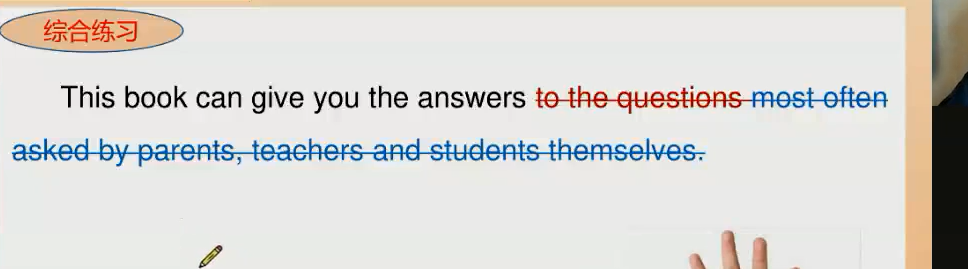 综合练习
This book can give you the answers to the questions most often
asked by parents, teachers and students themselves.